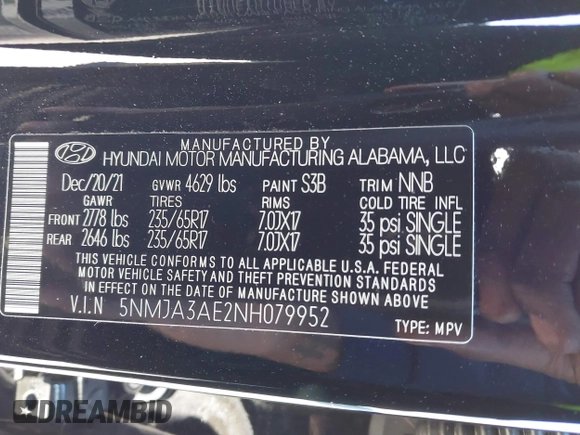 MANUFACTURED BY
HYUNDAI MOTOR MANUFACTURING ALABAMA, LLC
Dec/20/21 GVWR 4629 lbs PAINT S3B TRIM NNB
GAWR TIRES RIMS COLD TIRE INFL
FRONT 2778 lbs 235/65R17 7.0JX17 35 psi SINGLE
REAR 2646 lbs 235/65R17 7.0JX17 35 psi SINGLE
THIS VEHICLE CONFORMS TO ALL APPLICABLE U.S.A. FEDERAL
MOTOR VEHICLE SAFETY AND THEFT PREVENTION STANDARDS
IN EFFECT ON THE DATE OF MANUFACTURE SHOWN ABOVE.
V.I.N 5NMJA3AE2NH079952
TYPE: MPV
DREAMBID